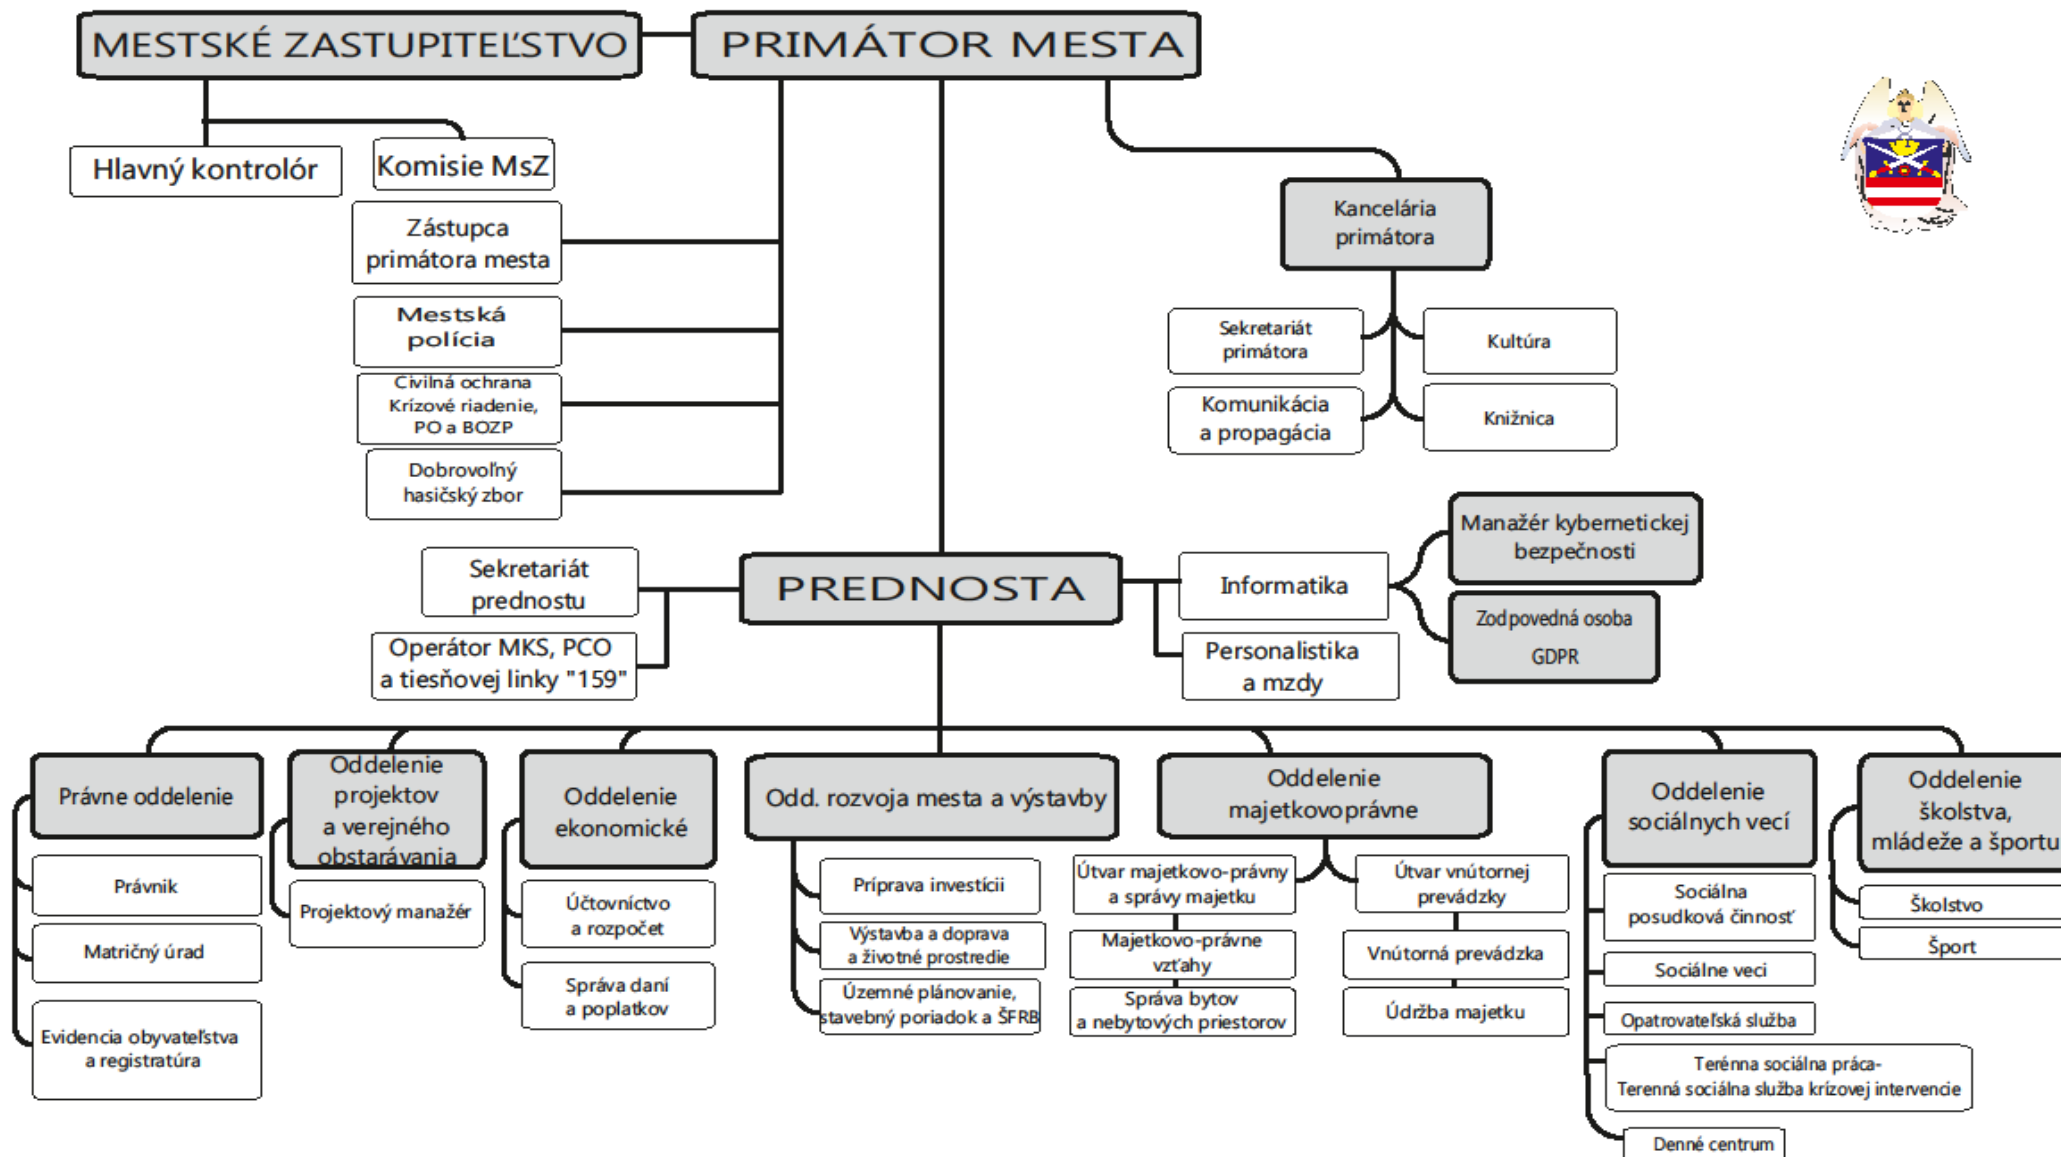 MESTSKÉ ZASTUPITEĽSTVO
PRIMÁTOR MESTA
Hlavný kontrolór
Komisie MsZ
Zástupca
primátora mesta
Mestská
polícia
Civilná ochrana
Krízové riadenie,
PO a BOZP
Dobrovoľný
hasičský zbor
Kancelária
primátora
Sekretariát
primátora
Kultúra
Komunikácia
a propagácia
Knižnica
Sekretariát
prednostu
Operátor MKS, PCO
a tiesňovej linky "159"
PREDNOSTA
Informatika
Personalistika
a mzdy
Manažér kybernetickej
bezpečnosti
Zodpovedná osoba
GDPR
Právne oddelenie
Právnik
Matričný úrad
Evidencia obyvateľstva
a registratúra
Oddelenie
projektov
a verejného
obstarávania
Projektový manažér
Oddelenie
ekonomické
Účtovníctvo
a rozpočet
Správa daní
a poplatkov
Odd. rozvoja mesta a výstavby
Príprava investícii
Výstavba a doprava
a životné prostredie
Územné plánovanie,
stavebný poriadok a ŠFRB
Oddelenie
majetkovoprávne
Útvar majetkovo-právny
a správy majetku
Majetkovo-právne
vzťahy
Správa bytov
a nebytových priestorov
Útvar vnútornej
prevádzky
Vnútorná prevádzka
Údržba majetku
Oddelenie
sociálnych vecí
Sociálna
posudková činnosť
Sociálne veci
Opatrovateľská služba
Terénna sociálna práca-
Terenná sociálna služba krízovej intervencie
Denné centrum
Oddelenie
školstva,
mládeže a športu
Školstvo
Šport